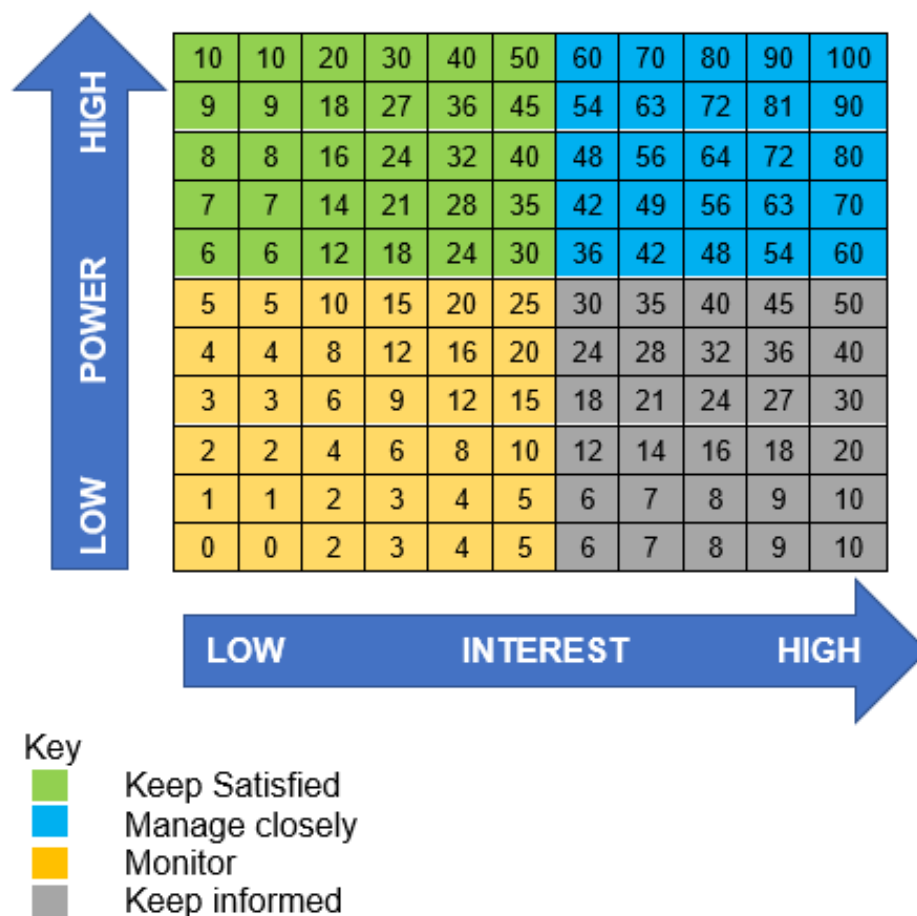 HIGH
POWER
LOW
10 10 20 30 40 50 60 70 80 90 100
9 9 18 27 36 45 54 63 72 81 90
8 8 16 24 32 40 48 56 64 72 80
7 7 14 21 28 35 42 49 56 63 70
6 6 12 18 24 30 36 42 48 54 60
5 5 10 15 20 25 30 35 40 45 50
4 4 8 12 16 20 24 28 32 36 40
3 3 6 9 12 15 18 21 24 27 30
2 2 4 6 8 10 12 14 16 18 20
1 1 2 3 4 5 6 7 8 9 10
0 0 2 3 4 5 6 7 8 9 10
LOW INTEREST HIGH
Key
Keep Satisfied
Manage closely
Monitor
Keep informed